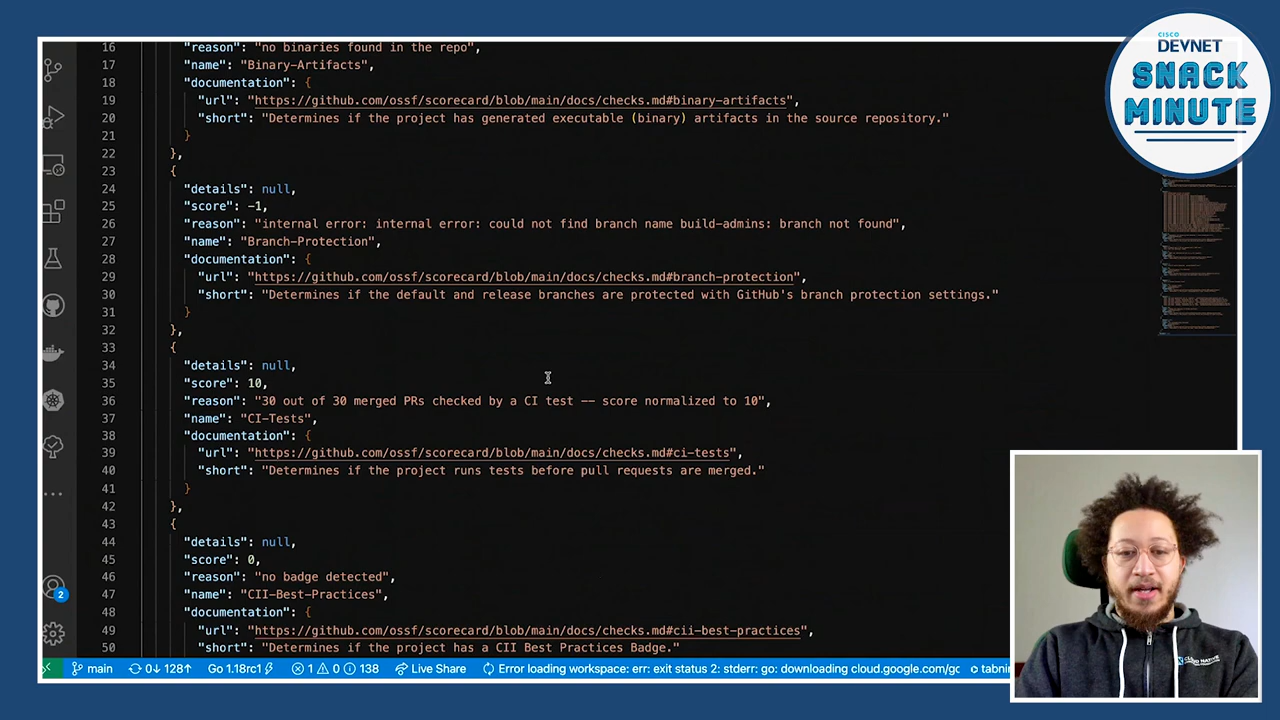 CISCO
DEVNET
SNACK
MINUTE
16 "reason": "no binaries found in the repo",
17 "name": "Binary-Artifacts",
18 "documentation": {
19 "url": "https://github.com/ossf/scorecard/blob/main/docs/checks.md#binary-artifacts",
20 "short": "Determines if the project has generated executable (binary) artifacts in the source repository."
21 }
22 },
23 {
24 "details": null,
25 "score": -1,
26 "reason": "internal error: internal error: could not find branch name build-admins: branch not found",
27 "name": "Branch-Protection",
28 "documentation": {
29 "url": "https://github.com/ossf/scorecard/blob/main/docs/checks.md#branch-protection",
30 "short": "Determines if the default and release branches are protected with GitHub's branch protection settings."
31 }
32 },
33 {
34 "details": null,
35 "score": 10,
36 "reason": "30 out of 30 merged PRs checked by a CI test -- score normalized to 10",
37 "name": "CI-Tests",
38 "documentation": {
39 "url": "https://github.com/ossf/scorecard/blob/main/docs/checks.md#ci-tests",
40 "short": "Determines if the project runs tests before pull requests are merged."
41 }
42 },
43 {
44 "details": null,
45 "score": 0,
46 "reason": "no badge detected",
47 "name": "CII-Best-Practices",
48 "documentation": {
49 "url": "https://github.com/ossf/scorecard/blob/main/docs/checks.md#cii-best-practices",
50 "short": "Determines if the project has a CII Best Practices Badge."
2
main 0↓ 128↑ Go 1.18rc1 1 0 138 Live Share Error loading workspace: err: exit status 2: stderr: go: downloading cloud.google.com/gc tabnin
NATIVE